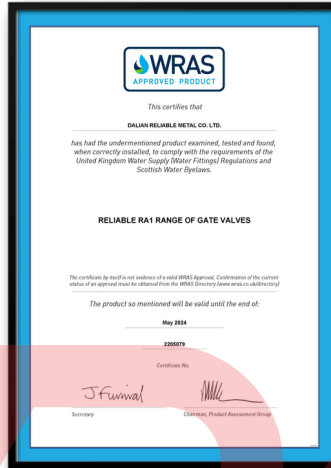 WRAS
APPROVED PRODUCT
This certifies that
DALIAN RELIABLE METAL CO. LTD.
has had the undermentioned product examined, tested and found,
when correctly installed, to comply with the requirements of the
United Kingdom Water Supply (Water Fittings) Regulations and
Scottish Water Byelaws.
RELIABLE RA1 RANGE OF GATE VALVES
The certificate by itself is not evidence of a valid WRAS Approval. Confirmation of the current
status of an approval must be obtained from the WRAS Directory (www.wras.co.uk/directory)
The product so mentioned will be valid until the end of:
May 2024
2205079
Certificate No.
J Furnival
Secretary
Chairman, Product Assessment Group